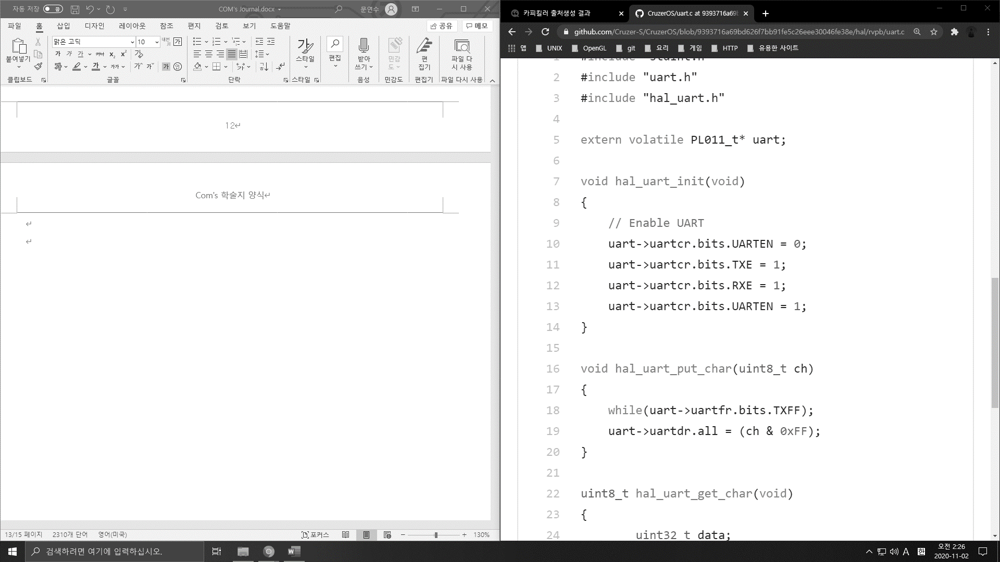 자동 저장 끔 COM's Journal.docx 문연수
파일 홈 삽입 디자인 레이아웃 참조 편지 검토 보기 도움말 공유 메모
맑은 고딕 10
붙여넣기 스타일 편집 받아쓰기 민감도 편집기 파일 다시 사용
클립보드 글꼴 단락 스타일 음성 민감도 편집기 파일 다시 사용
12
Com's 학술지 양식
13/15 페이지 2310개 단어 영어(미국) 포커스 130%
카피킬러 출처생성 결과 CruzerOS/uart.c at 9393716a69b
github.com/Cruzer-S/CruzerOS/blob/9393716a69bd626f7bb91fe5c26eee30046fe38e/hal/rvpb/uart.c
앱 UNIX OpenGL git 요리 게임 HTTP 유용한 사이트
1 #include "stdint.h"
2 #include "uart.h"
3 #include "hal_uart.h"
4
5 extern volatile PL011_t* uart;
6
7 void hal_uart_init(void)
8 {
9 // Enable UART
10 uart->uartcr.bits.UARTEN = 0;
11 uart->uartcr.bits.TXE = 1;
12 uart->uartcr.bits.RXE = 1;
13 uart->uartcr.bits.UARTEN = 1;
14 }
15
16 void hal_uart_put_char(uint8_t ch)
17 {
18 while(uart->uartfr.bits.TXFF);
19 uart->uartdr.all = (ch & 0xFF);
20 }
21
22 uint8_t hal_uart_get_char(void)
23 {
24 uint32_t data;
검색하려면 여기에 입력하십시오. A 한 오전 2:26
2020-11-02